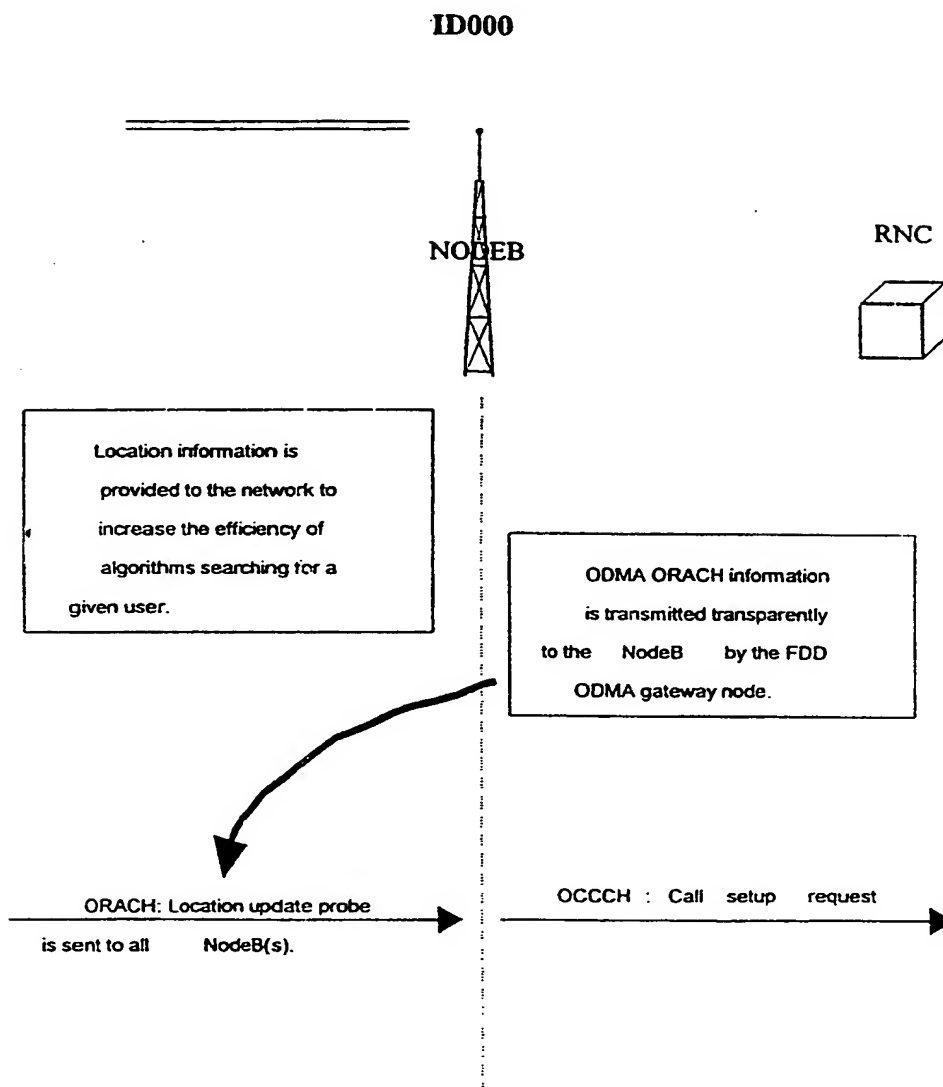 ID000
NODEB
RNC
Location information is
provided to the network to
increase the efficiency of
algorithms searching for a
given user.
ODMA ORACH information
is transmitted transparently
to the NodeB by the FDD
ODMA gateway node.
ORACH: Location update probe
is sent to all NodeB(s).
OCCCH : Call setup request